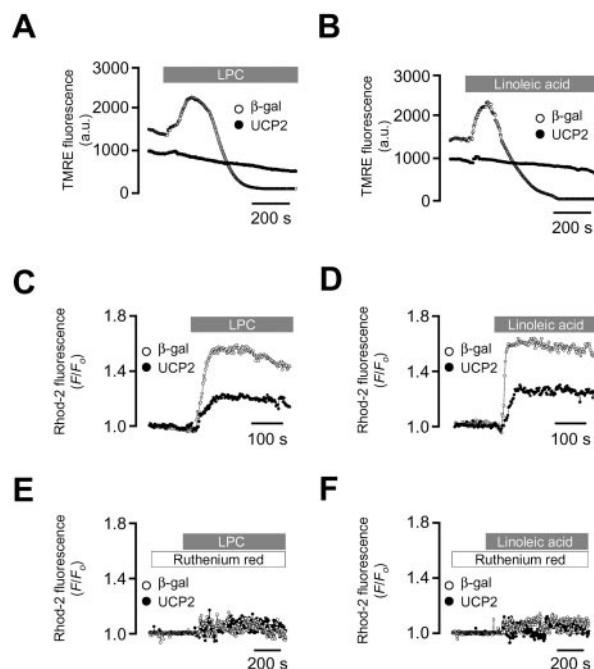 A
TMRE fluorescence
(a.u.)
3000
2000
1000
0
LPC
β-gal
UCP2
200 s
B
TMRE fluorescence
(a.u.)
3000
2000
1000
0
Linoleic acid
β-gal
UCP2
200 s
C
Rhod-2 fluorescence
(F/Fo)
1.8
1.4
1.0
LPC
β-gal
UCP2
100 s
D
Rhod-2 fluorescence
(F/Fo)
1.8
1.4
1.0
Linoleic acid
β-gal
UCP2
100 s
E
Rhod-2 fluorescence
(F/Fo)
1.8
1.4
1.0
LPC
Ruthenium red
β-gal
UCP2
200 s
F
Rhod-2 fluorescence
(F/Fo)
1.8
1.4
1.0
Linoleic acid
Ruthenium red
β-gal
UCP2
200 s